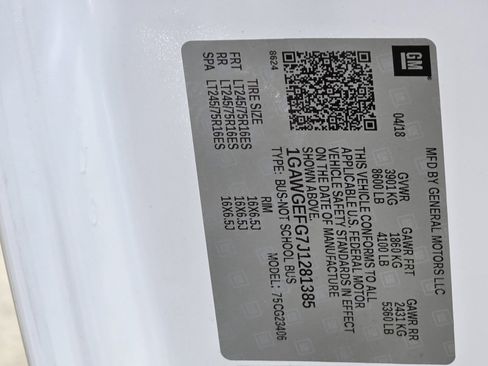 GM
MFD BY GENERAL MOTORS LLC
04/18 GVWR GAWR FRT GAWR RR
3901 KG 1860 KG 2431 KG
8600 LB 4100 LB 5360 LB
THIS VEHICLE CONFORMS TO ALL
APPLICABLE U.S. FEDERAL MOTOR
VEHICLE SAFETY STANDARDS IN EFFECT
ON THE DATE OF MANUFACTURE
SHOWN ABOVE.
1GAWGEFG7J1281385
TYPE: BUS-NOT SCHOOL BUS MODEL: 75CG23406
8624
TIRE SIZE RIM
FRT LT245/75R16ES 16X6.5J
RR LT245/75R16ES 16X6.5J
SPA LT245/75R16ES 16X6.5J